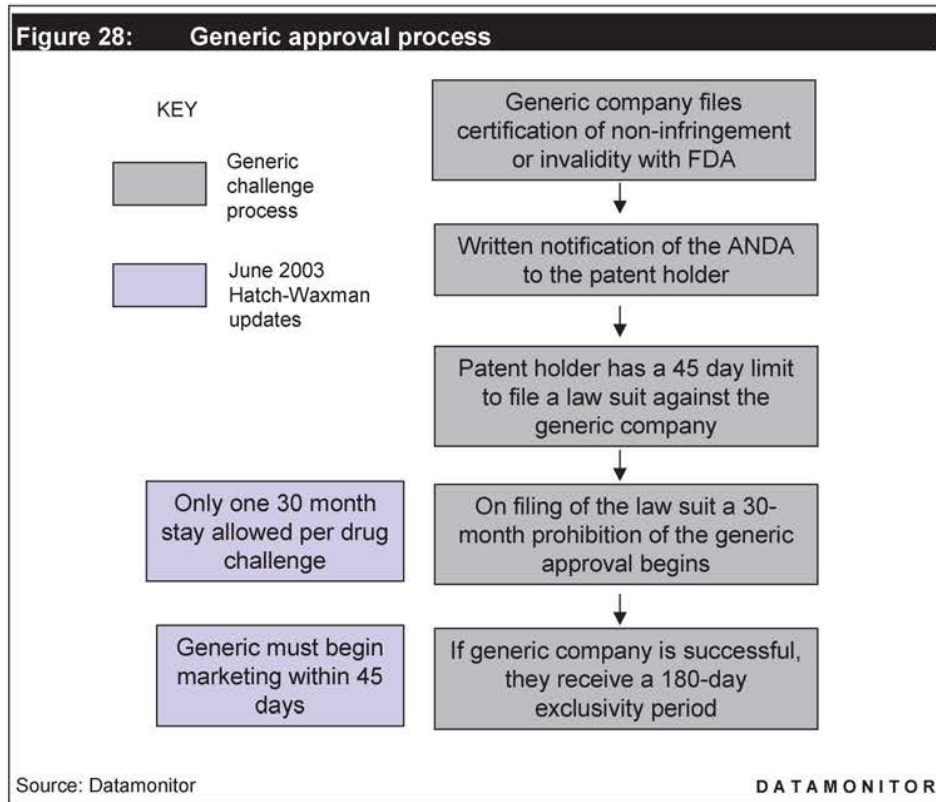 Figure 28: Generic approval process
KEY
Generic
challenge
process
June 2003
Hatch-Waxman
updates
Generic company files
certification of non-infringement
or invalidity with FDA
Written notification of the ANDA
to the patent holder
Patent holder has a 45 day limit
to file a law suit against the
generic company
Only one 30 month
stay allowed per drug
challenge
On filing of the law suit a 30-
month prohibition of the generic
approval begins
Generic must begin
marketing within 45
days
If generic company is successful,
they receive a 180-day
exclusivity period
Source: Datamonitor
DATAMONITOR